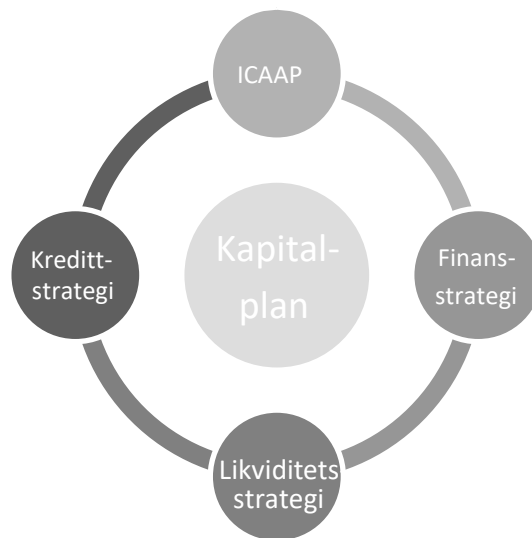 ICAAP
Kreditt-
strategi
Kapital-
plan
Finans-
strategi
Likviditets
strategi